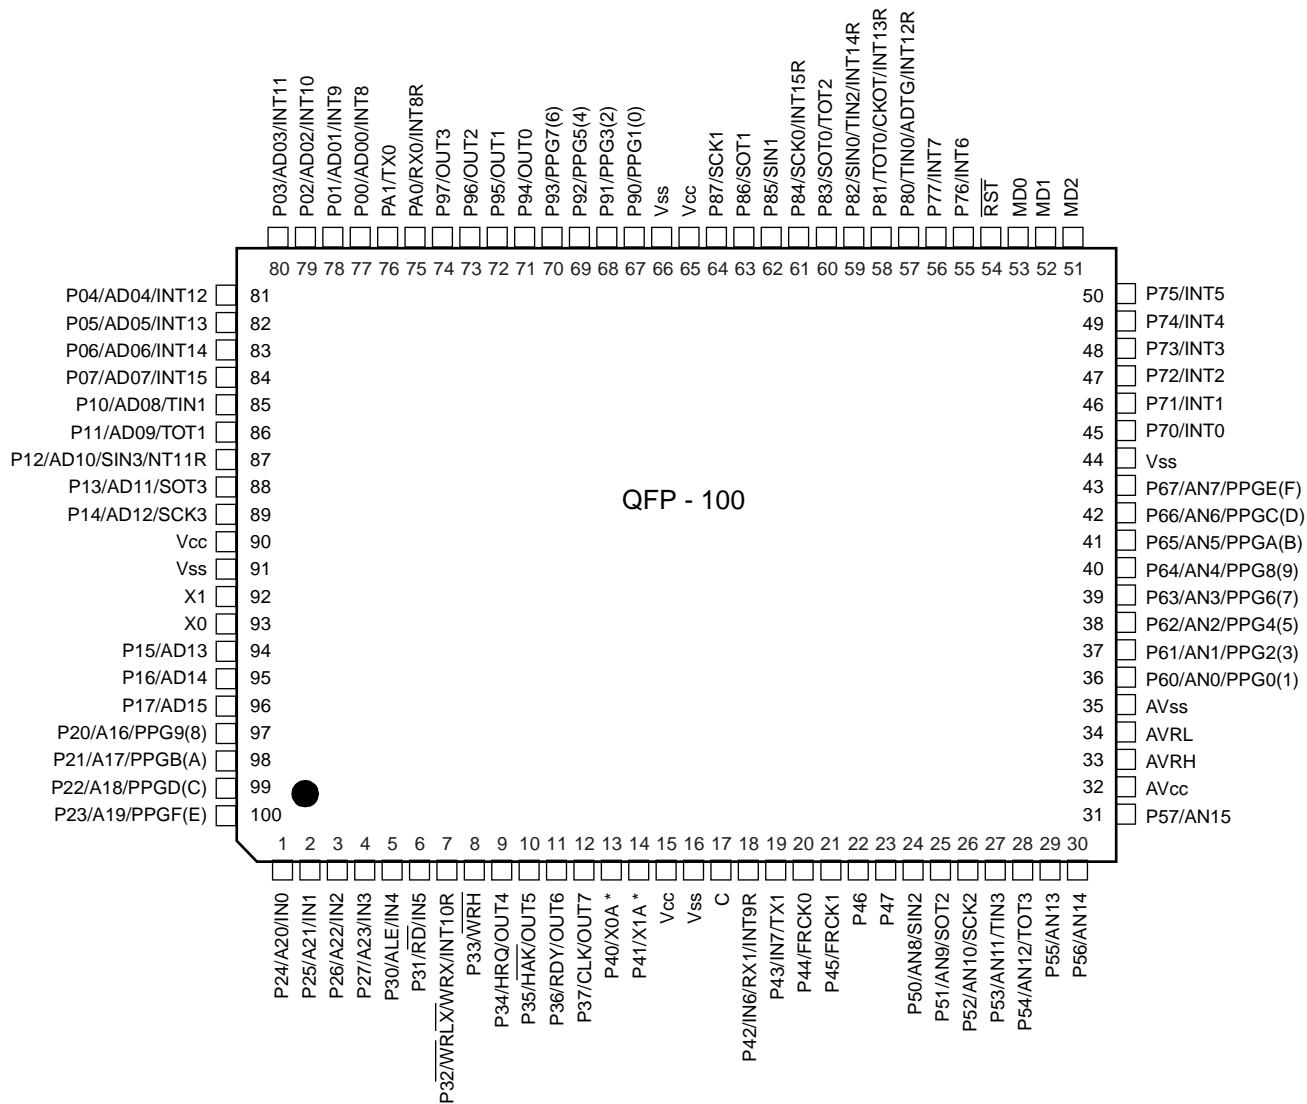 P03/AD03/INT11
P02/AD02/INT10
P01/AD01/INT9
P00/AD00/INT8
PA1/TX0
PA0/RX0/INT8R
P97/OUT3
P96/OUT2
P95/OUT1
P94/OUT0
P93/PPG7(6)
P92/PPG5(4)
P91/PPG3(2)
P90/PPG1(0)
Vss
Vcc
P87/SCK1
P86/SOT1
P85/SIN1
P84/SCK0/INT15R
P83/SOT0/TOT2
P82/SIN0/TIN2/INT14R
P81/TOT0/CKOT/INT13R
P80/TIN0/ADTG/INT12R
P77/INT7
P76/INT6
RST
MD0
MD1
MD2
80 79 78 77 76 75 74 73 72 71 70 69 68 67 66 65 64 63 62 61 60 59 58 57 56 55 54 53 52 51
P04/AD04/INT12 81
P05/AD05/INT13 82
P06/AD06/INT14 83
P07/AD07/INT15 84
P10/AD08/TIN1 85
P11/AD09/TOT1 86
P12/AD10/SIN3/NT11R 87
P13/AD11/SOT3 88
P14/AD12/SCK3 89
Vcc 90
Vss 91
X1 92
X0 93
P15/AD13 94
P16/AD14 95
P17/AD15 96
P20/A16/PPG9(8) 97
P21/A17/PPGB(A) 98
P22/A18/PPGD(C) 99
P23/A19/PPGF(E) 100
QFP - 100
50 P75/INT5
49 P74/INT4
48 P73/INT3
47 P72/INT2
46 P71/INT1
45 P70/INT0
44 Vss
43 P67/AN7/PPGE(F)
42 P66/AN6/PPGC(D)
41 P65/AN5/PPGA(B)
40 P64/AN4/PPG8(9)
39 P63/AN3/PPG6(7)
38 P62/AN2/PPG4(5)
37 P61/AN1/PPG2(3)
36 P60/AN0/PPG0(1)
35 AVss
34 AVRL
33 AVRH
32 AVcc
31 P57/AN15
1 2 3 4 5 6 7 8 9 10 11 12 13 14 15 16 17 18 19 20 21 22 23 24 25 26 27 28 29 30
P24/A20/IN0
P25/A21/IN1
P26/A22/IN2
P27/A23/IN3
P30/ALE/IN4
P31/RD/IN5
P32/WRLX/WRX/INT10R
P33/WRH
P34/HRQ/OUT4
P35/HAK/OUT5
P36/RDY/OUT6
P37/CLK/OUT7
P40/X0A *
P41/X1A *
Vcc
Vss
C
P42/IN6/RX1/INT9R
P43/IN7/TX1
P44/FRCK0
P45/FRCK1
P46
P47
P50/AN8/SIN2
P51/AN9/SOT2
P52/AN10/SCK2
P53/AN11/TIN3
P54/AN12/TOT3
P55/AN13
P56/AN14